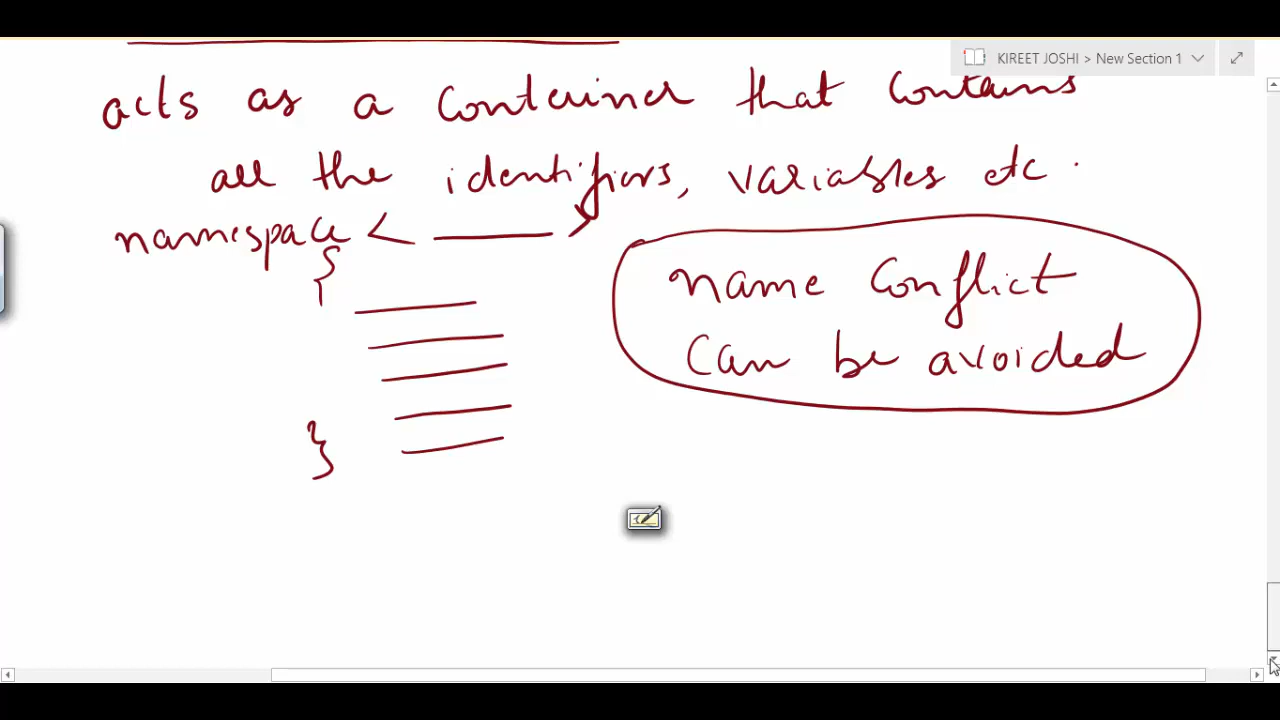 KIREET JOSHI > New Section 1
acts as a container that contains
all the identifiers, variables etc.
namespace < ——— >
{
name conflict
can be avoided
}